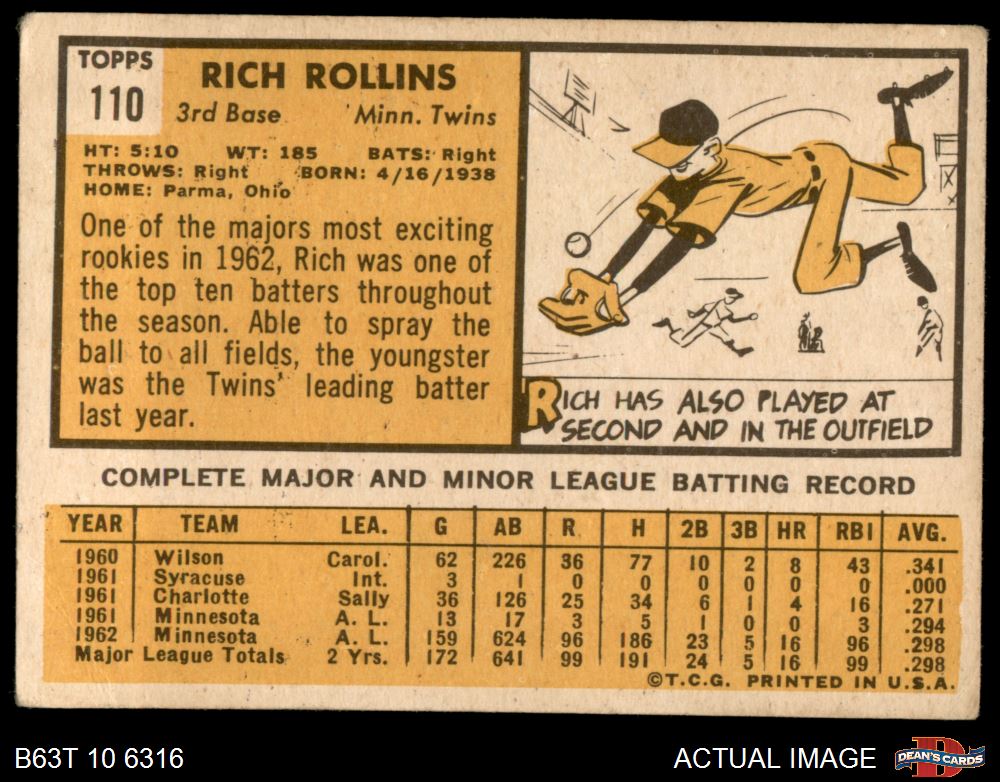 TOPPS
110
RICH ROLLINS
3rd Base Minn. Twins
HT: 5:10 WT: 185 BATS: Right
THROWS: Right BORN: 4/16/1938
HOME: Parma, Ohio
One of the majors most exciting
rookies in 1962, Rich was one of
the top ten batters throughout
the season. Able to spray the
ball to all fields, the youngster
was the Twins' leading batter
last year.
RICH HAS ALSO PLAYED AT
SECOND AND IN THE OUTFIELD
COMPLETE MAJOR AND MINOR LEAGUE BATTING RECORD
YEAR TEAM LEA. G AB R H 2B 3B HR RBI AVG.
1960 Wilson Carol. 62 226 36 77 10 2 8 43 .341
1961 Syracuse Int. 3 1 0 0 0 0 0 0 .000
1961 Charlotte Sally 36 126 25 34 6 1 4 16 .271
1961 Minnesota A. L. 13 17 3 5 1 0 0 3 .294
1962 Minnesota A. L. 159 624 96 186 23 5 16 96 .298
Major League Totals 2 Yrs. 172 641 99 191 24 5 16 99 .298
©T.C.G. PRINTED IN U.S.A.
B63T 10 6316
ACTUAL IMAGE
D
DEAN'S CARDS